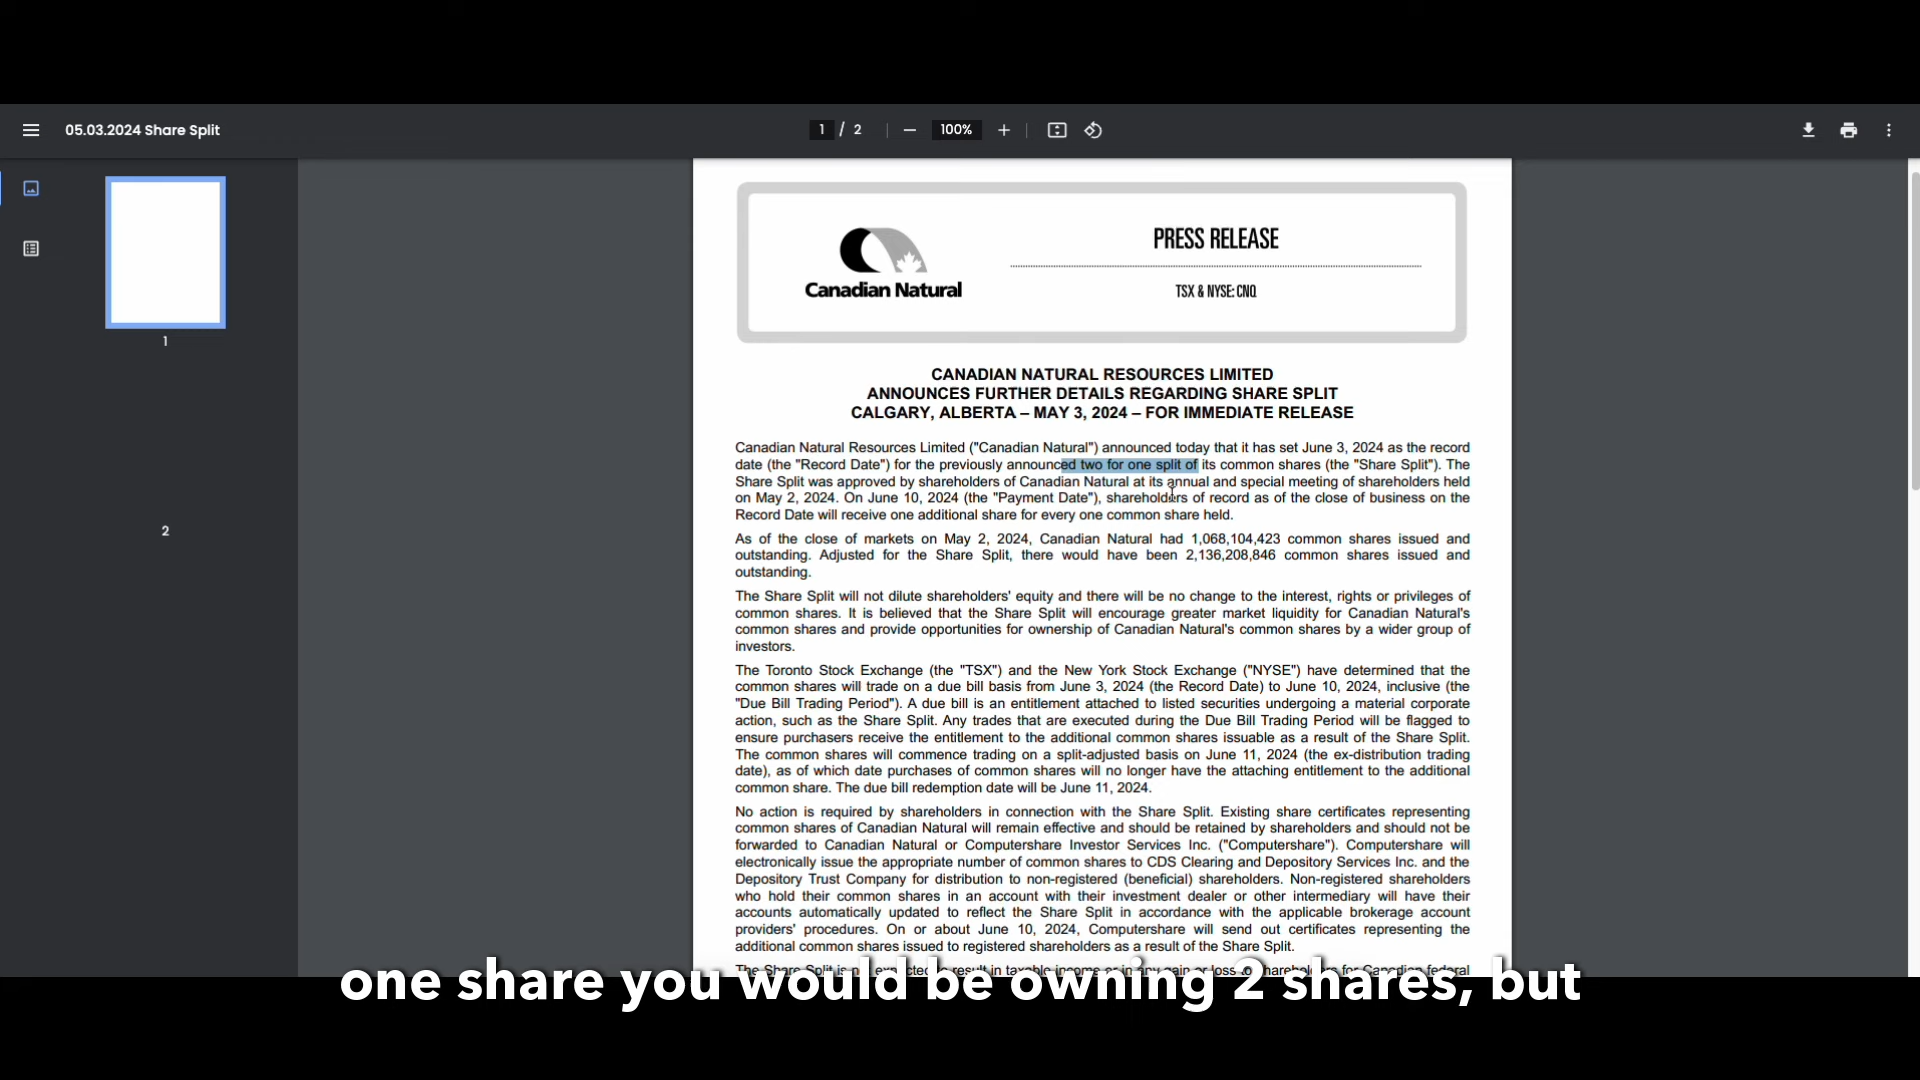 05.03.2024 Share Split
1 / 2
100%
1
2
Canadian Natural
PRESS RELEASE
TSX & NYSE: CNQ
CANADIAN NATURAL RESOURCES LIMITED
ANNOUNCES FURTHER DETAILS REGARDING SHARE SPLIT
CALGARY, ALBERTA – MAY 3, 2024 – FOR IMMEDIATE RELEASE
Canadian Natural Resources Limited ("Canadian Natural") announced today that it has set June 3, 2024 as the record
date (the "Record Date") for the previously announced two for one split of its common shares (the "Share Split"). The
Share Split was approved by shareholders of Canadian Natural at its annual and special meeting of shareholders held
on May 2, 2024. On June 10, 2024 (the "Payment Date"), shareholders of record as of the close of business on the
Record Date will receive one additional share for every one common share held.
As of the close of markets on May 2, 2024, Canadian Natural had 1,068,104,423 common shares issued and
outstanding. Adjusted for the Share Split, there would have been 2,136,208,846 common shares issued and
outstanding.
The Share Split will not dilute shareholders' equity and there will be no change to the interest, rights or privileges of
common shares. It is believed that the Share Split will encourage greater market liquidity for Canadian Natural's
common shares and provide opportunities for ownership of Canadian Natural's common shares by a wider group of
investors.
The Toronto Stock Exchange (the "TSX") and the New York Stock Exchange ("NYSE") have determined that the
common shares will trade on a due bill basis from June 3, 2024 (the Record Date) to June 10, 2024, inclusive (the
"Due Bill Trading Period"). A due bill is an entitlement attached to listed securities undergoing a material corporate
action, such as the Share Split. Any trades that are executed during the Due Bill Trading Period will be flagged to
ensure purchasers receive the entitlement to the additional common shares issuable as a result of the Share Split.
The common shares will commence trading on a split-adjusted basis on June 11, 2024 (the ex-distribution trading
date), as of which date purchases of common shares will no longer have the attaching entitlement to the additional
common share. The due bill redemption date will be June 11, 2024.
No action is required by shareholders in connection with the Share Split. Existing share certificates representing
common shares of Canadian Natural will remain effective and should be retained by shareholders and should not be
forwarded to Canadian Natural or Computershare Investor Services Inc. ("Computershare"). Computershare will
electronically issue the appropriate number of common shares to CDS Clearing and Depository Services Inc. and the
Depository Trust Company for distribution to non-registered (beneficial) shareholders. Non-registered shareholders
who hold their common shares in an account with their investment dealer or other intermediary will have their
accounts automatically updated to reflect the Share Split in accordance with the applicable brokerage account
providers' procedures. On or about June 10, 2024, Computershare will send out certificates representing the
additional common shares issued to registered shareholders as a result of the Share Split.
The Share Split is result in taxable income or in any gain or loss for Canadian federal
one share you would be owning 2 shares, but